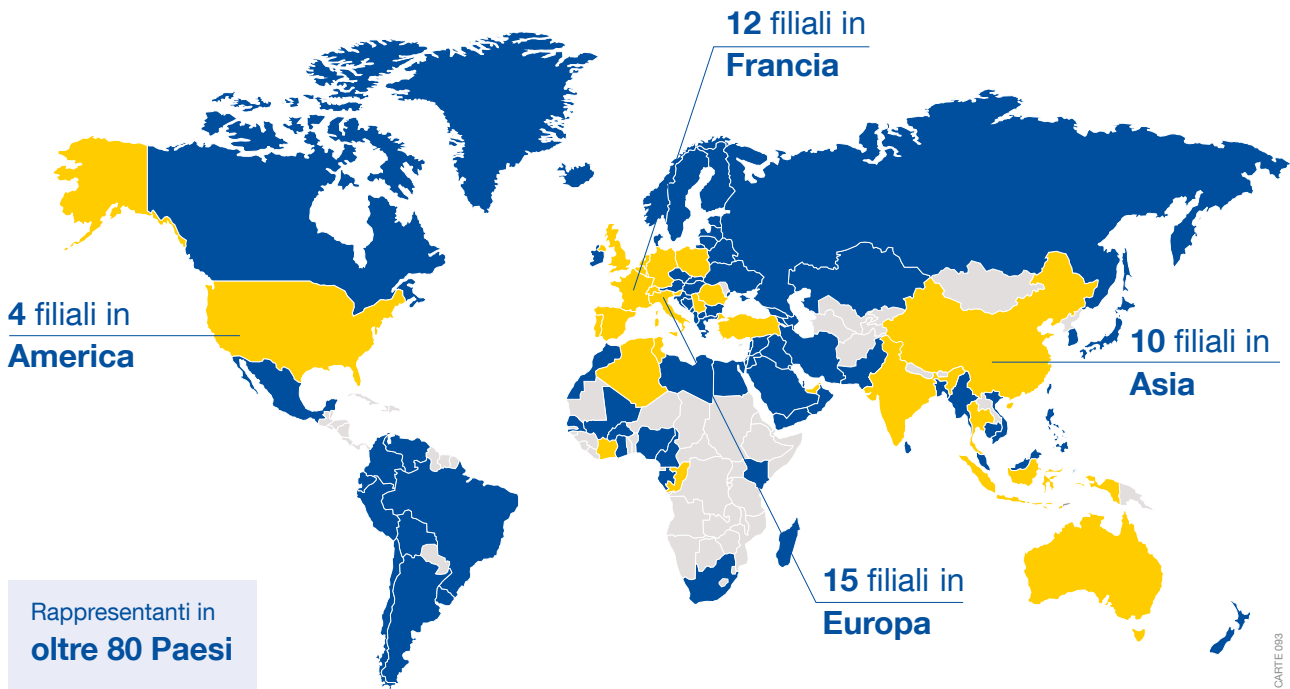 12 filiali in
Francia
4 filiali in
America
10 filiali in
Asia
15 filiali in
Europa
Rappresentanti in
oltre 80 Paesi
CARTE 093